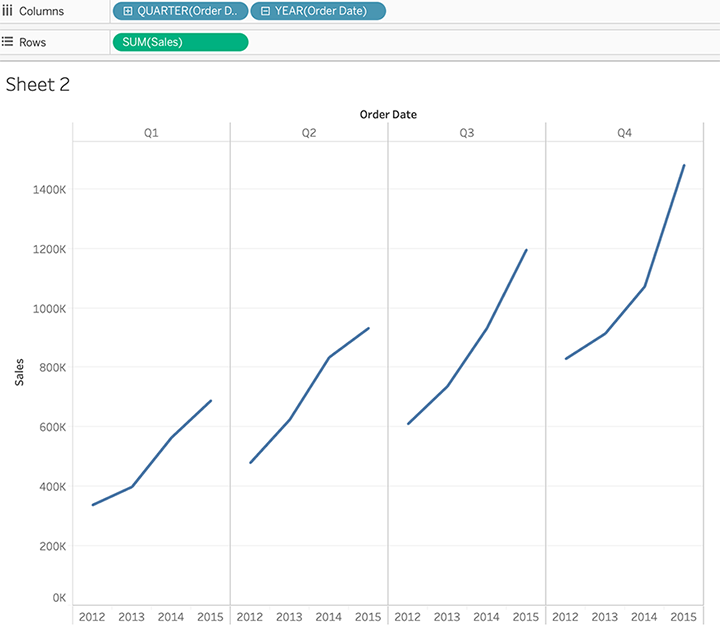 Columns QUARTER(Order D.. YEAR(Order Date)
Rows SUM(Sales)
Sheet 2
Order Date
Q1 Q2 Q3 Q4
1400K
1200K
1000K
800K
600K
400K
200K
0K
Sales
2012 2013 2014 2015 2012 2013 2014 2015 2012 2013 2014 2015 2012 2013 2014 2015